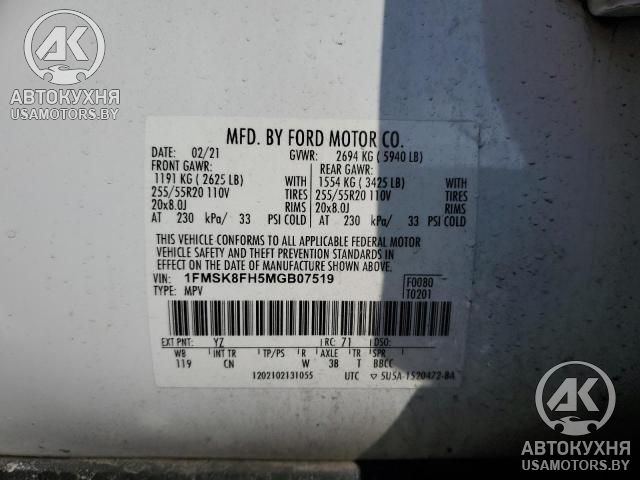 АК
АВТОКУХНЯ
USAMOTORS.BY
MFD. BY FORD MOTOR CO.
DATE: 02/21 GVWR: 2694 KG ( 5940 LB)
FRONT GAWR: REAR GAWR:
1191 KG ( 2625 LB) WITH 1554 KG ( 3425 LB) WITH
255/55R20 110V TIRES 255/55R20 110V TIRES
20x8.0J RIMS 20x8.0J RIMS
AT 230 kPa/ 33 PSI COLD AT 230 kPa/ 33 PSI COLD
THIS VEHICLE CONFORMS TO ALL APPLICABLE FEDERAL MOTOR
VEHICLE SAFETY AND THEFT PREVENTION STANDARDS IN
EFFECT ON THE DATE OF MANUFACTURE SHOWN ABOVE.
VIN: 1FMSK8FH5MGB07519 F0080
TYPE: MPV T0201
EXT PNT: YZ RC: 71 DSO:
WB INT TR TP/PS R AXLE TR SPR
119 CN W 3B T BBCC
1202102131055 UTC ▽ 5U5A-1520472-BA
АК
АВТОКУХНЯ
USAMOTORS.BY